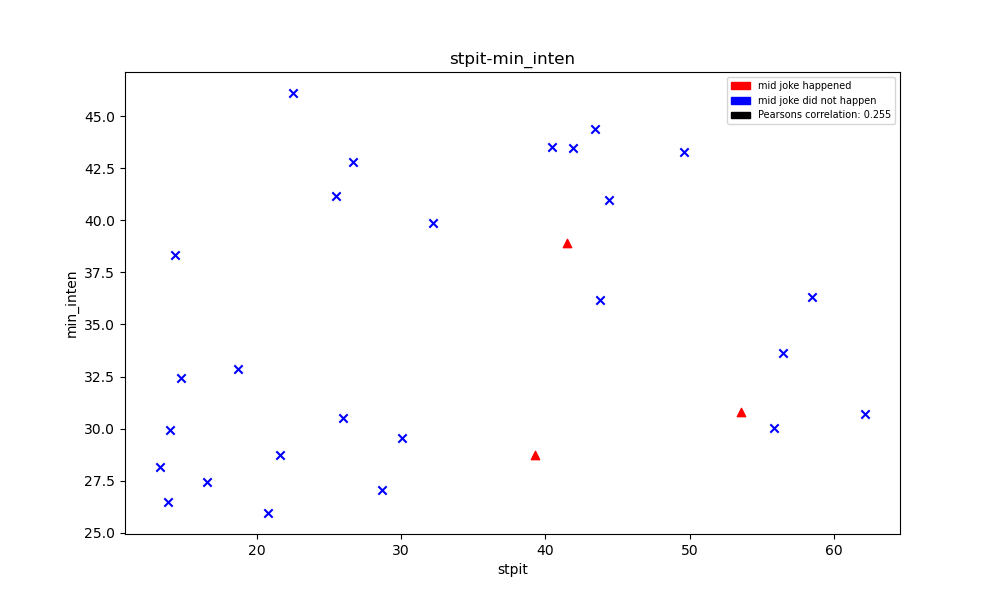 stpit-min_inten
mid joke happened
mid joke did not happen
Pearsons correlation: 0.255
min_inten
45.0
42.5
40.0
37.5
35.0
32.5
30.0
27.5
25.0
20
30
40
50
60
stpit